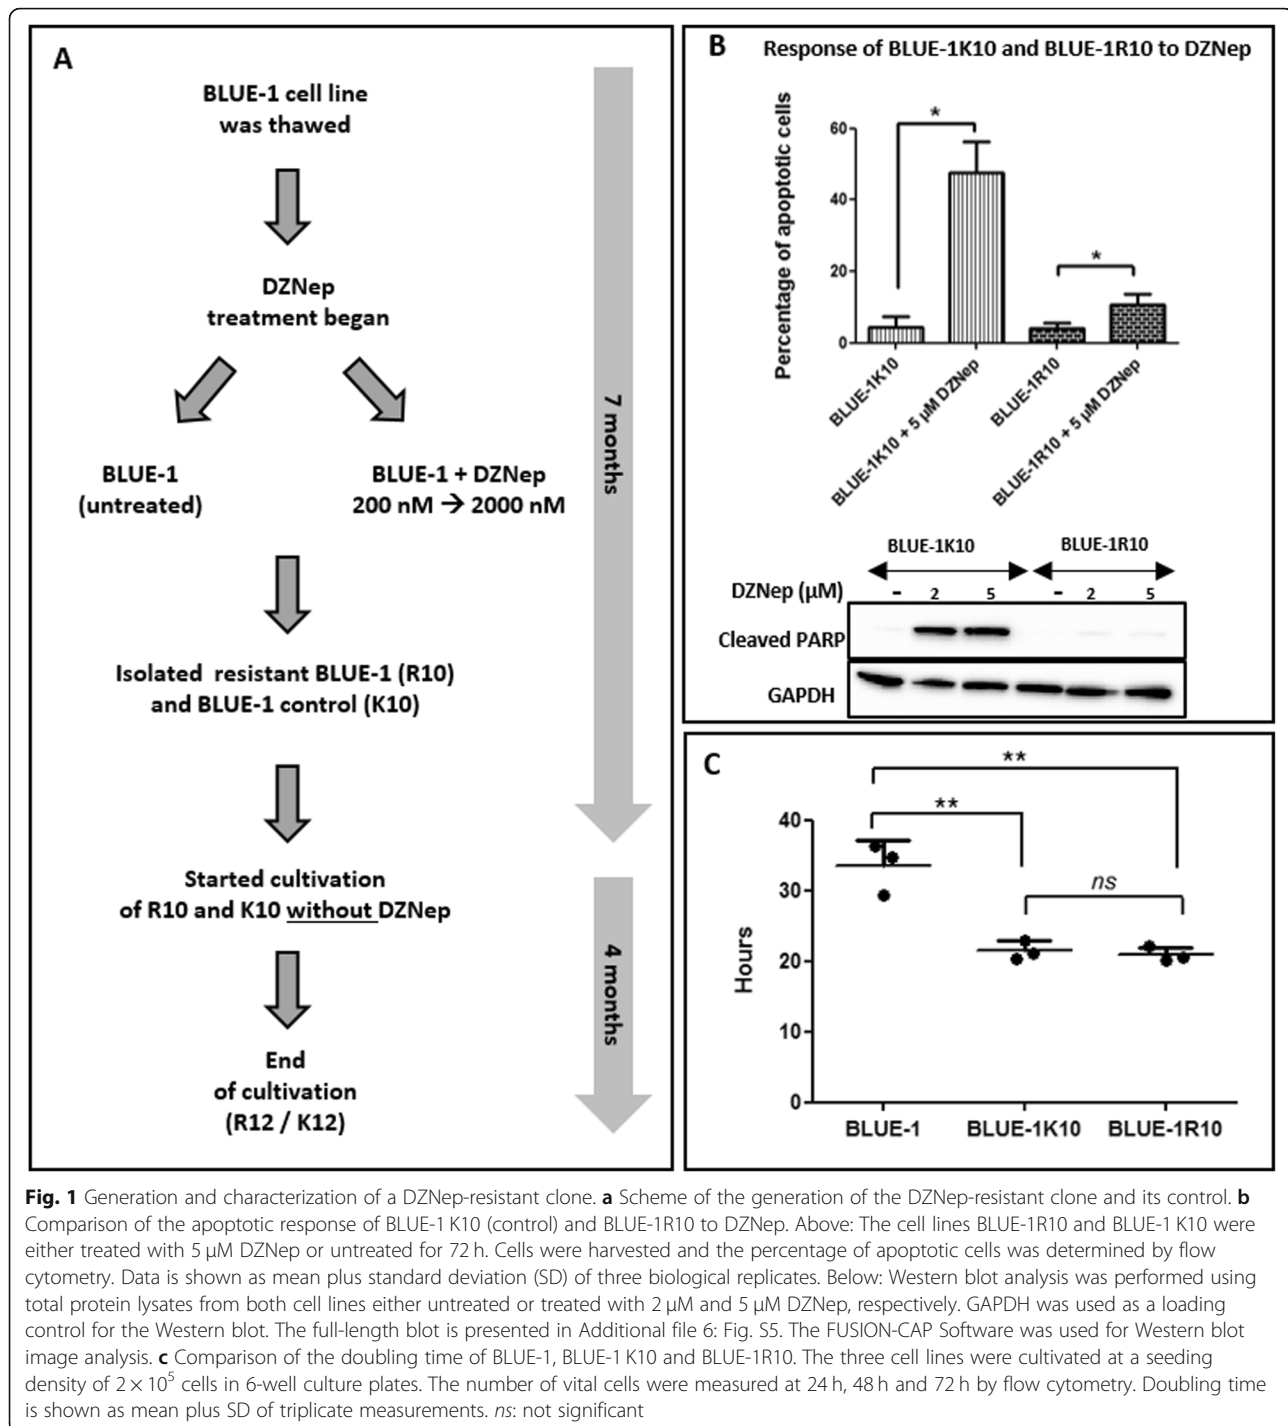 A
BLUE-1 cell line
was thawed
DZNep
treatment began
BLUE-1
(untreated)
BLUE-1 + DZNep
200 nM → 2000 nM
Isolated resistant BLUE-1 (R10)
and BLUE-1 control (K10)
Started cultivation
of R10 and K10 without DZNep
End
of cultivation
(R12 / K12)
7 months
4 months
B
Response of BLUE-1K10 and BLUE-1R10 to DZNep
Percentage of apoptotic cells
60
40
20
0
*
*
BLUE-1K10
BLUE-1K10 + 5 µM DZNep
BLUE-1R10
BLUE-1R10 + 5 µM DZNep
BLUE-1K10 BLUE-1R10
DZNep (µM) - 2 5 - 2 5
Cleaved PARP
GAPDH
C
**
**
ns
Hours
40
30
20
10
0
BLUE-1 BLUE-1K10 BLUE-1R10
Fig. 1 Generation and characterization of a DZNep-resistant clone. a Scheme of the generation of the DZNep-resistant clone and its control. b
Comparison of the apoptotic response of BLUE-1 K10 (control) and BLUE-1R10 to DZNep. Above: The cell lines BLUE-1R10 and BLUE-1 K10 were
either treated with 5 µM DZNep or untreated for 72 h. Cells were harvested and the percentage of apoptotic cells was determined by flow
cytometry. Data is shown as mean plus standard deviation (SD) of three biological replicates. Below: Western blot analysis was performed using
total protein lysates from both cell lines either untreated or treated with 2 µM and 5 µM DZNep, respectively. GAPDH was used as a loading
control for the Western blot. The full-length blot is presented in Additional file 6: Fig. S5. The FUSION-CAP Software was used for Western blot
image analysis. c Comparison of the doubling time of BLUE-1, BLUE-1 K10 and BLUE-1R10. The three cell lines were cultivated at a seeding
density of 2 × 10⁵ cells in 6-well culture plates. The number of vital cells were measured at 24 h, 48 h and 72 h by flow cytometry. Doubling time
is shown as mean plus SD of triplicate measurements. ns: not significant